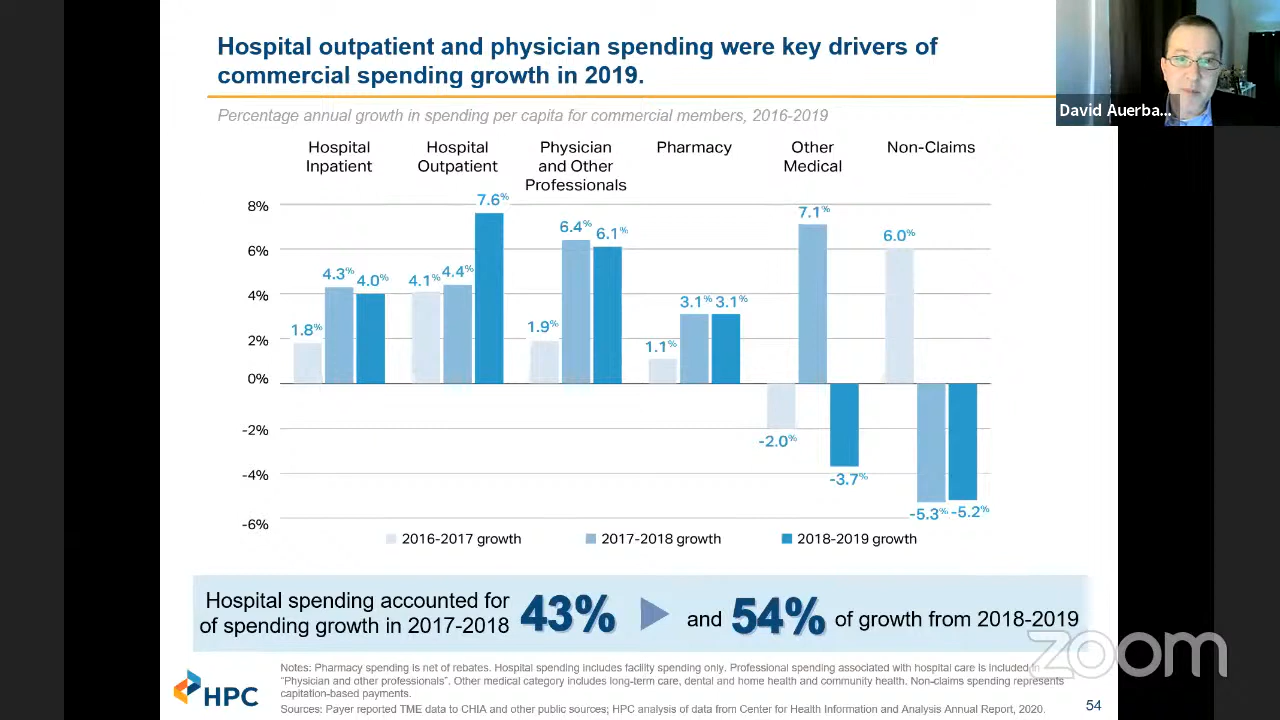 Hospital outpatient and physician spending were key drivers of
commercial spending growth in 2019.
David Auerba...
Percentage annual growth in spending per capita for commercial members, 2016-2019
Hospital
Inpatient
Hospital
Outpatient
Physician
and Other
Professionals
Pharmacy
Other
Medical
Non-Claims
8%
6%
4%
2%
0%
-2%
-4%
-6%
1.8%
4.3%
4.0%
4.1%
4.4%
7.6%
1.9%
6.4%
6.1%
1.1%
3.1%
3.1%
-2.0%
7.1%
-3.7%
6.0%
-5.3%
-5.2%
2016-2017 growth
2017-2018 growth
2018-2019 growth
Hospital spending accounted for
of spending growth in 2017-2018
43%
and 54% of growth from 2018-2019
zoom
Notes: Pharmacy spending is net of rebates. Hospital spending includes facility spending only. Professional spending associated with hospital care is included in
"Physician and other professionals". Other medical category includes long-term care, dental and home health and community health. Non-claims spending represents
capitation-based payments.
Sources: Payer reported TME data to CHIA and other public sources; HPC analysis of data from Center for Health Information and Analysis Annual Report, 2020.
HPC
54